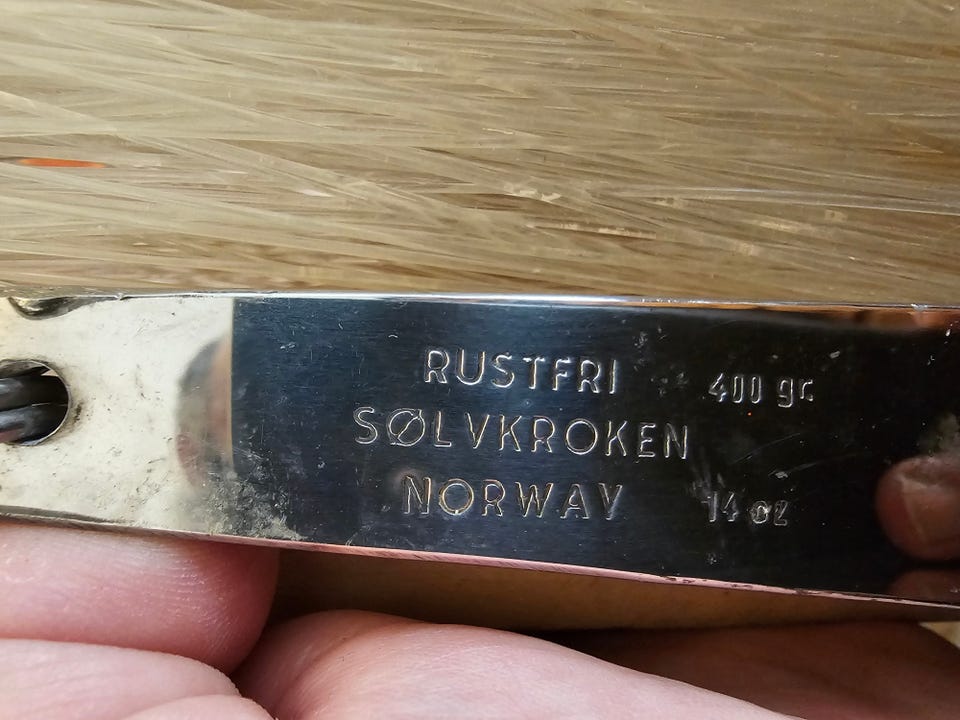 RUSTFRI
SØLVKROKEN
NORWAY
400 gr.
14 oz